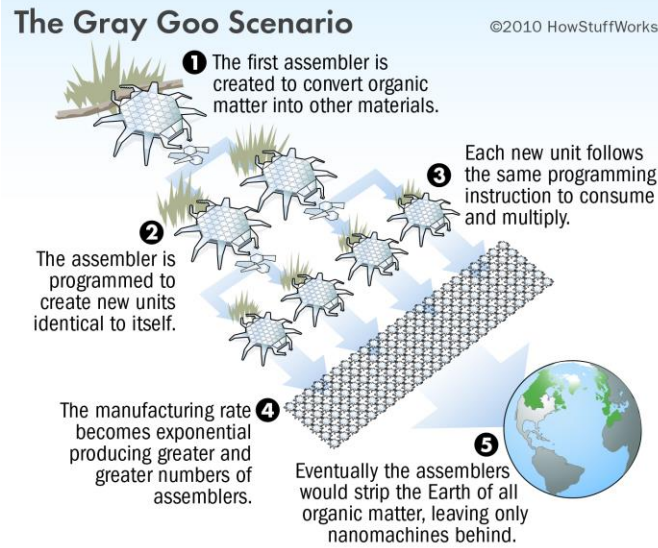 The Gray Goo Scenario
©2010 HowStuffWorks
1 The first assembler is
created to convert organic
matter into other materials.
2
The assembler is
programmed to
create new units
identical to itself.
Each new unit follows
3 the same programming
instruction to consume
and multiply.
The manufacturing rate 4
becomes exponential
producing greater and
greater numbers of
assemblers.
5
Eventually the assemblers
would strip the Earth of all
organic matter, leaving only
nanomachines behind.